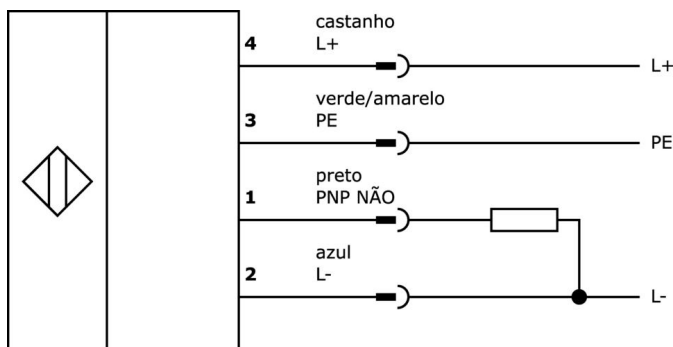 castanho
4 L+
L+
verde/amarelo
3 PE
PE
preto
1 PNP NÃO
azul
2 L-
L-